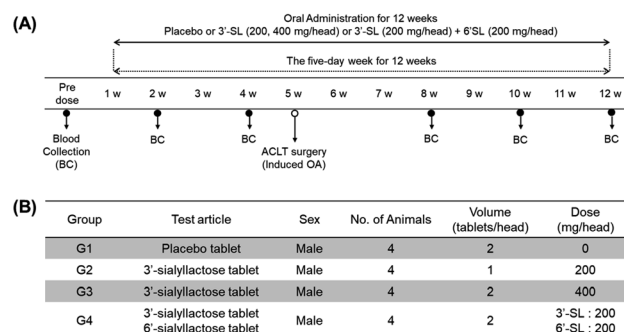 (A)
Oral Administration for 12 weeks
Placebo or 3'-SL (200, 400 mg/head) or 3'-SL (200 mg/head) + 6'SL (200 mg/head)
The five-day week for 12 weeks
Pre dose 1 w 2 w 3 w 4 w 5 w 6 w 7 w 8 w 9 w 10 w 11 w 12 w
Blood Collection (BC) BC BC ACLT surgery (Induced OA) BC BC BC
(B)
Group Test article Sex No. of Animals Volume (tablets/head) Dose (mg/head)
G1 Placebo tablet Male 4 2 0
G2 3'-sialyllactose tablet Male 4 1 200
G3 3'-sialyllactose tablet Male 4 2 400
G4 3'-sialyllactose tablet 6'-sialyllactose tablet Male 4 2 3'-SL : 200 6'-SL : 200